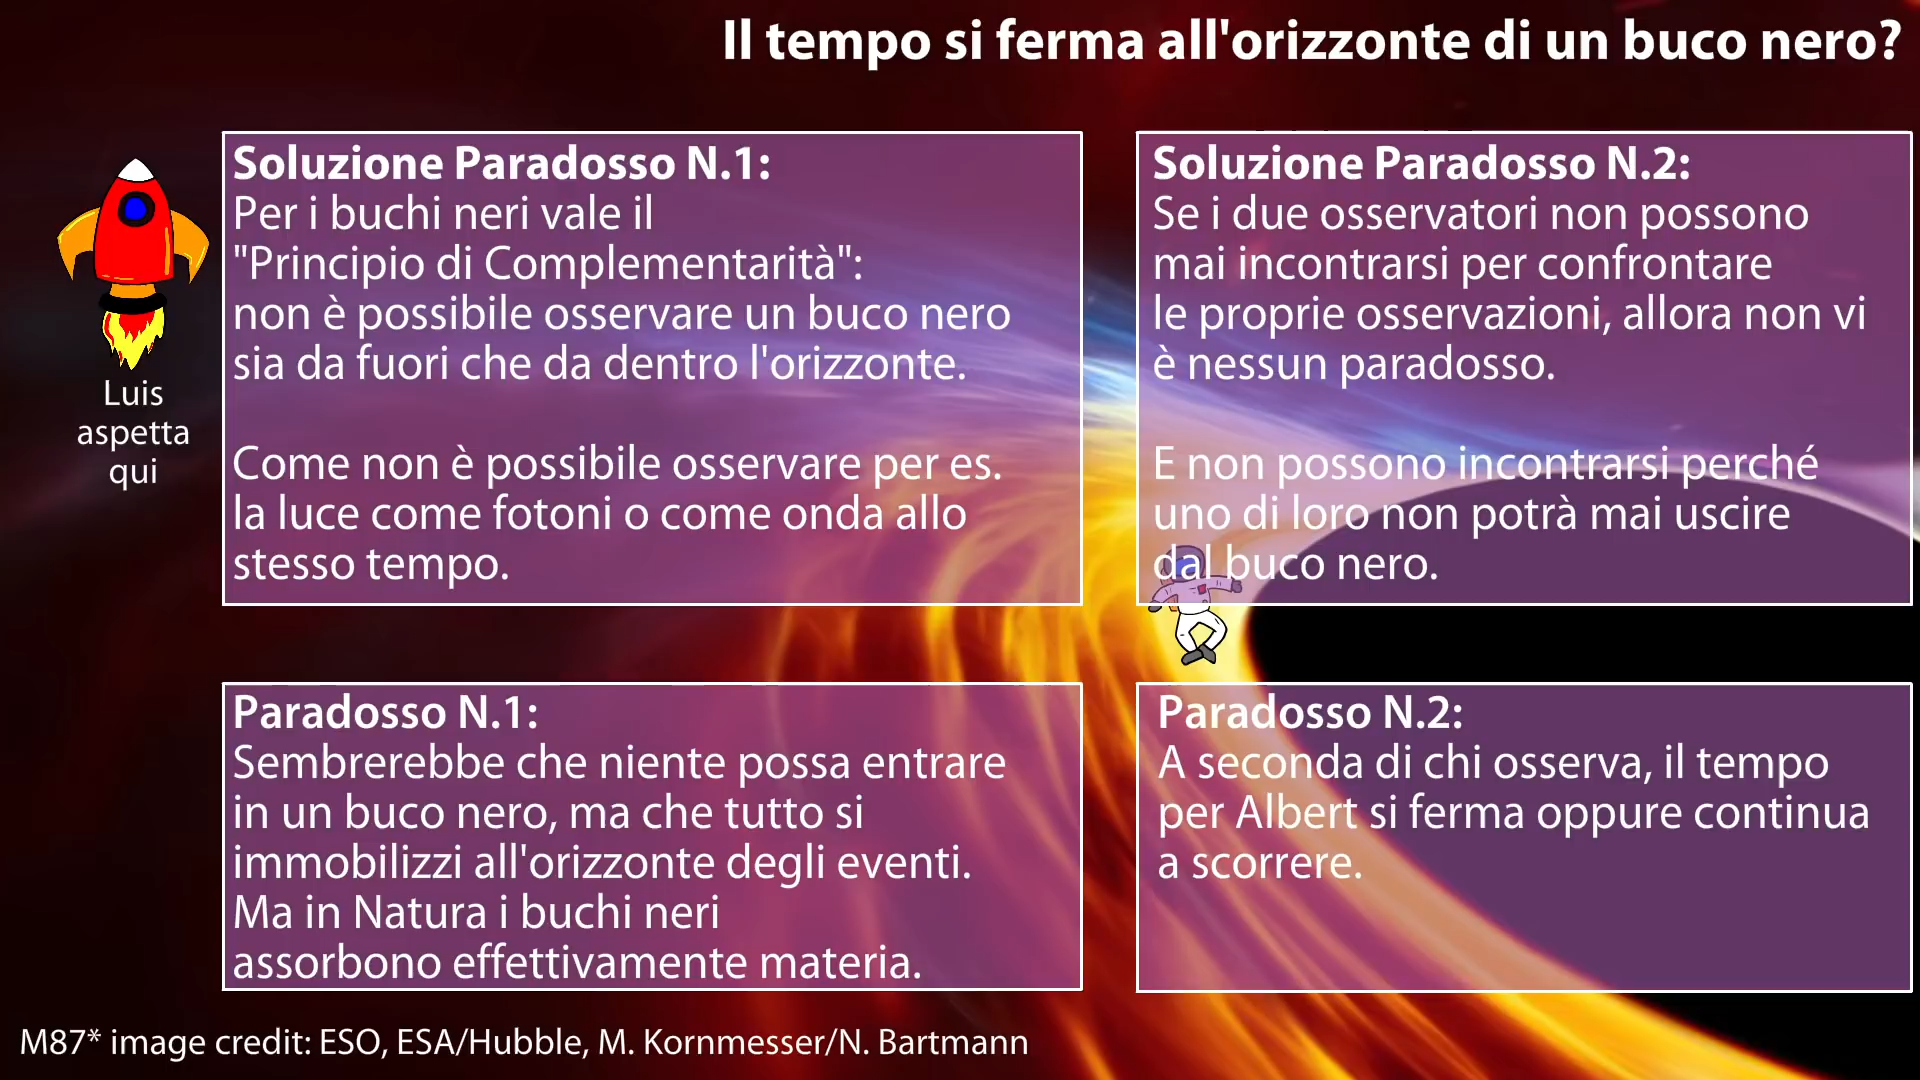 Il tempo si ferma all'orizzonte di un buco nero?
Luis
aspetta
qui
Soluzione Paradosso N.1:
Per i buchi neri vale il
"Principio di Complementarità":
non è possibile osservare un buco nero
sia da fuori che da dentro l'orizzonte.
Come non è possibile osservare per es.
la luce come fotoni o come onda allo
stesso tempo.
Soluzione Paradosso N.2:
Se i due osservatori non possono
mai incontrarsi per confrontare
le proprie osservazioni, allora non vi
è nessun paradosso.
E non possono incontrarsi perché
uno di loro non potrà mai uscire
dal buco nero.
Paradosso N.1:
Sembrerebbe che niente possa entrare
in un buco nero, ma che tutto si
immobilizzi all'orizzonte degli eventi.
Ma in Natura i buchi neri
assorbono effettivamente materia.
Paradosso N.2:
A seconda di chi osserva, il tempo
per Albert si ferma oppure continua
a scorrere.
M87* image credit: ESO, ESA/Hubble, M. Kornmesser/N. Bartmann